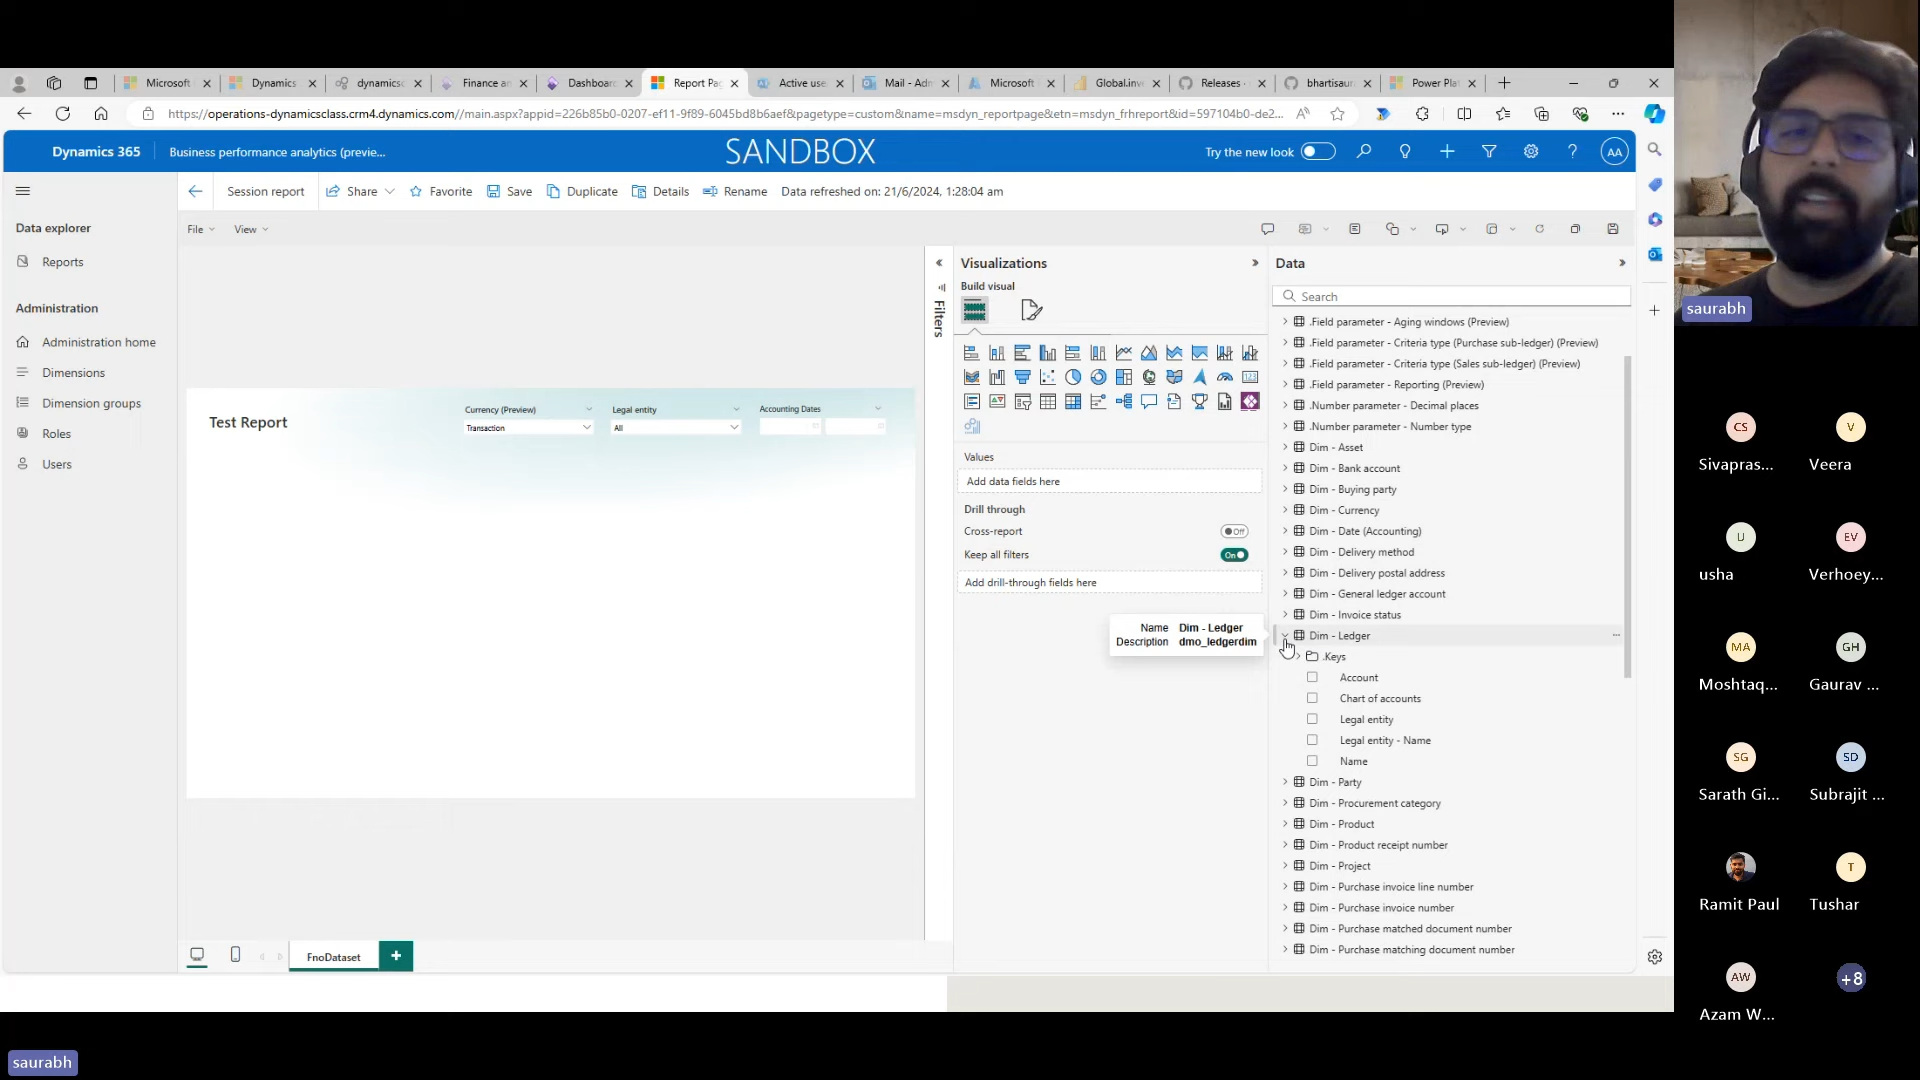 Microsoft
Dynamics
dynamicsc
Finance an
Dashboard
Report Pag
Active use
Mail - Adm
Microsoft
Global.inve
Releases ·
bhartisaur
Power Plat
https://operations-dynamicsclass.crm4.dynamics.com//main.aspx?appid=226b85b0-0207-ef11-9f89-6045bd8b6aef&pagetype=custom&name=msdyn_reportpage&etn=msdyn_frhreport&id=597104b0-de2...
Dynamics 365
Business performance analytics (previe...
SANDBOX
Try the new look
AA
Session report
Share
Favorite
Save
Duplicate
Details
Rename
Data refreshed on: 21/6/2024, 1:28:04 am
Data explorer
Reports
Administration
Administration home
Dimensions
Dimension groups
Roles
Users
File
View
Test Report
Currency (Preview)
Transaction
Legal entity
All
Accounting Dates
FnoDataset
Filters
Visualizations
Build visual
Values
Add data fields here
Drill through
Cross-report
Off
Keep all filters
On
Add drill-through fields here
Name Dim - Ledger
Description dmo_ledgerdim
Data
Search
.Field parameter - Aging windows (Preview)
.Field parameter - Criteria type (Purchase sub-ledger) (Preview)
.Field parameter - Criteria type (Sales sub-ledger) (Preview)
.Field parameter - Reporting (Preview)
.Number parameter - Decimal places
.Number parameter - Number type
Dim - Asset
Dim - Bank account
Dim - Buying party
Dim - Currency
Dim - Date (Accounting)
Dim - Delivery method
Dim - Delivery postal address
Dim - General ledger account
Dim - Invoice status
Dim - Ledger
.Keys
Account
Chart of accounts
Legal entity
Legal entity - Name
Name
Dim - Party
Dim - Procurement category
Dim - Product
Dim - Product receipt number
Dim - Project
Dim - Purchase invoice line number
Dim - Purchase invoice number
Dim - Purchase matched document number
Dim - Purchase matching document number
saurabh
CS
Sivapras...
V
Veera
U
usha
EV
Verhoey...
MA
Moshtaq...
GH
Gaurav ...
SG
Sarath Gi...
SD
Subrajit ...
Ramit Paul
T
Tushar
AW
Azam W...
+8
saurabh